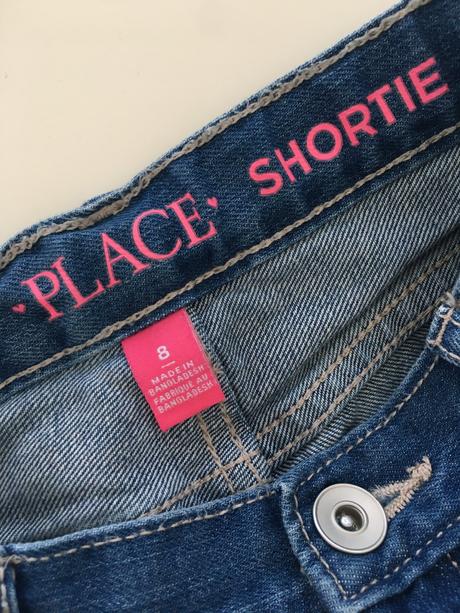 ♥PLACE♥ SHORTIE
8
MADE IN
BANGLADESH
FABRIQUÉ AU
BANGLADESH